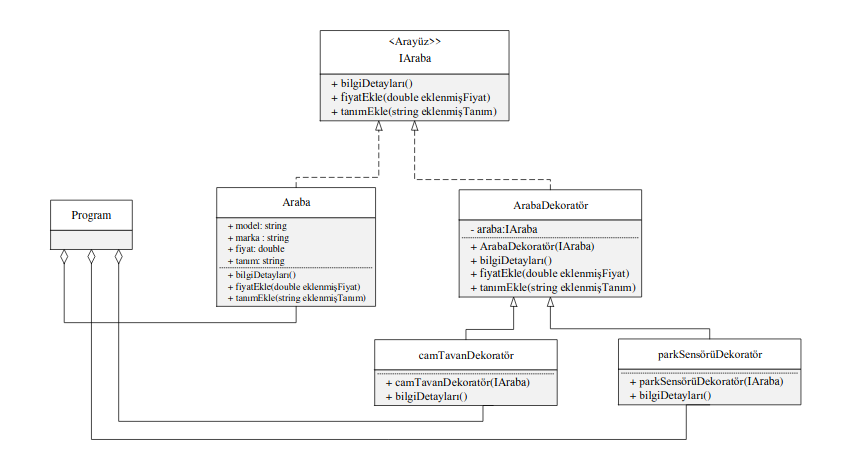 <Arayüz>>
IAraba
+ bilgiDetayları()
+ fiyatEkle(double eklenmişFiyat)
+ tanımEkle(string eklenmişTanım)
Program
Araba
+ model: string
+ marka : string
+ fiyat: double
+ tanım: string
+ bilgiDetayları()
+ fiyatEkle(double eklenmişFiyat)
+ tanımEkle(string eklenmişTanım)
ArabaDekoratör
- araba:IAraba
+ ArabaDekoratör(IAraba)
+ bilgiDetayları()
+ fiyatEkle(double eklenmişFiyat)
+ tanımEkle(string eklenmişTanım)
camTavanDekoratör
+ camTavanDekoratör(IAraba)
+ bilgiDetayları()
parkSensörüDekoratör
+ parkSensörüDekoratör(IAraba)
+ bilgiDetayları()